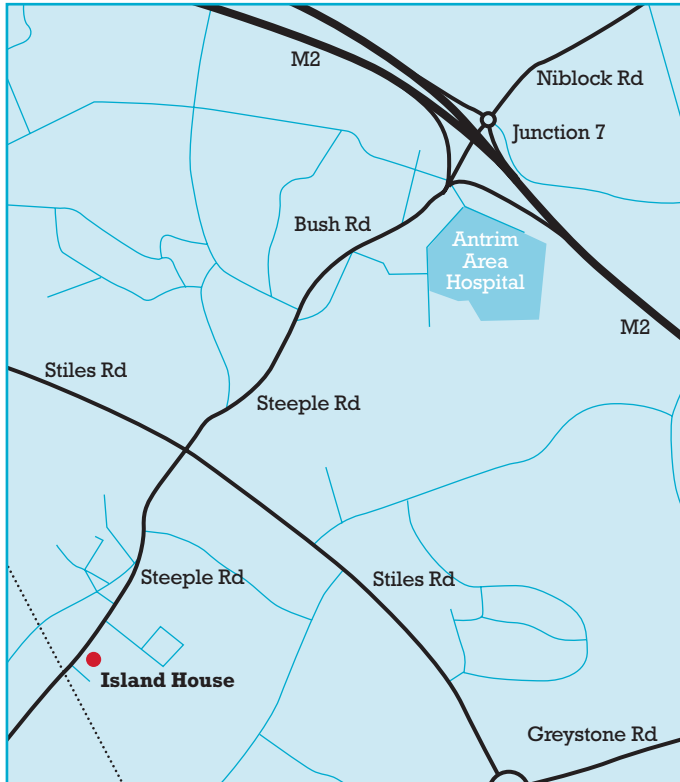 M2
Niblock Rd
Junction 7
Bush Rd
Antrim
Area
Hospital
M2
Stiles Rd
Steeple Rd
Steeple Rd
Stiles Rd
Island House
Greystone Rd